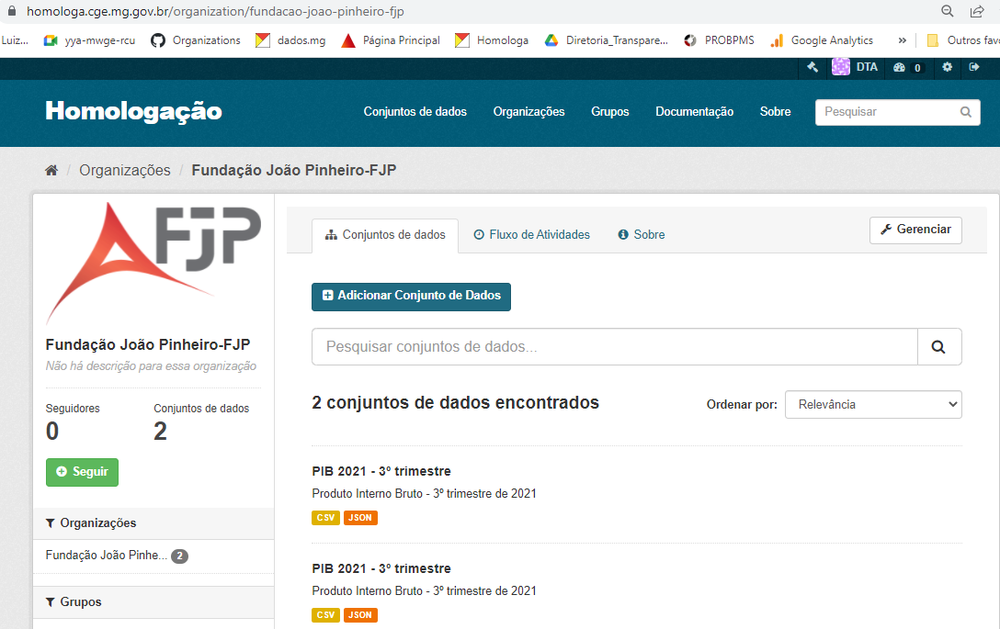 homologa.cge.mg.gov.br/organization/fundacao-joao-pinheiro-fjp
Luiz... yya-mwge-rcu Organizations dados.mg Página Principal Homologa Diretoria_Transpare... PROBPMS Google Analytics » Outros favo
DTA 0
Homologação Conjuntos de dados Organizações Grupos Documentação Sobre Pesquisar
/ Organizações / Fundação João Pinheiro-FJP
FJP
Fundação João Pinheiro-FJP
Não há descrição para essa organização
Seguidores Conjuntos de dados
0 2
Seguir
Organizações
Fundação João Pinhe... 2
Grupos
Conjuntos de dados Fluxo de Atividades Sobre Gerenciar
Adicionar Conjunto de Dados
Pesquisar conjuntos de dados...
2 conjuntos de dados encontrados Ordenar por: Relevância
PIB 2021 - 3º trimestre
Produto Interno Bruto - 3º trimestre de 2021
CSV JSON
PIB 2021 - 3º trimestre
Produto Interno Bruto - 3º trimestre de 2021
CSV JSON